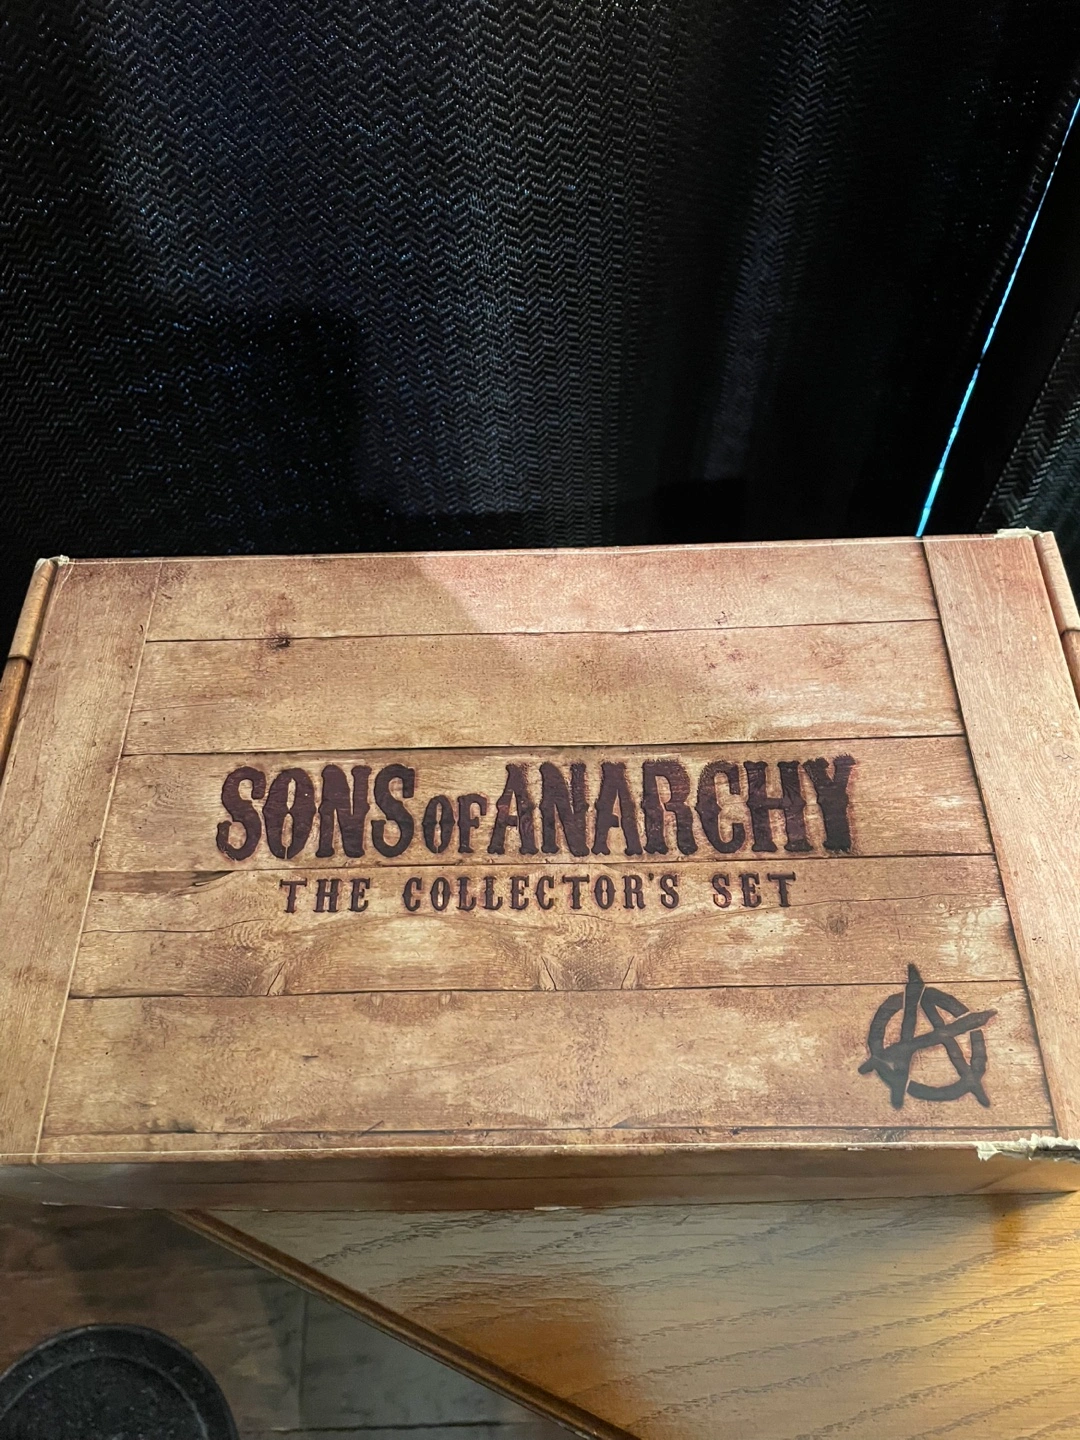 SONS OF ANARCHY
THE COLLECTOR'S SET